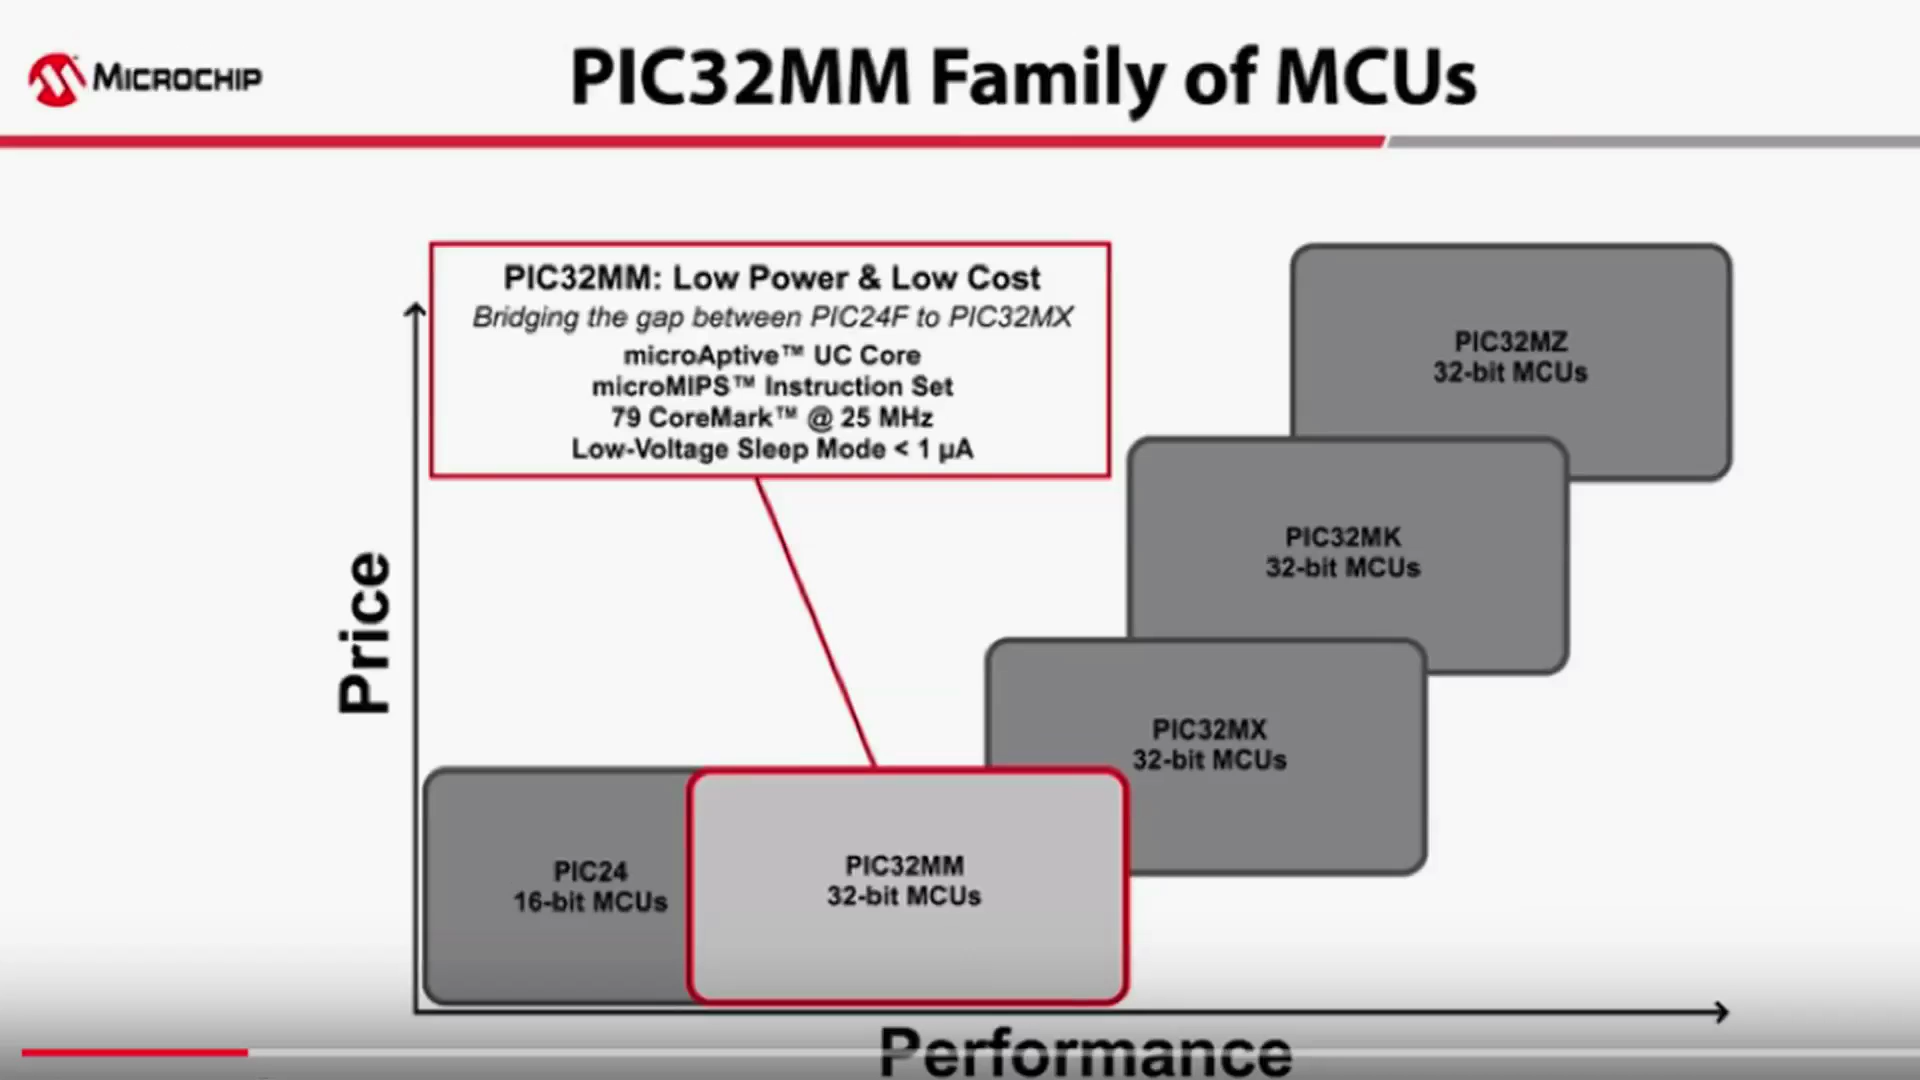 MICROCHIP
PIC32MM Family of MCUs
PIC32MM: Low Power & Low Cost
Bridging the gap between PIC24F to PIC32MX
microAptive™ UC Core
microMIPS™ Instruction Set
79 CoreMark™ @ 25 MHz
Low-Voltage Sleep Mode < 1 µA
PIC32MZ
32-bit MCUs
PIC32MK
32-bit MCUs
PIC32MX
32-bit MCUs
PIC24
16-bit MCUs
PIC32MM
32-bit MCUs
Price
Performance